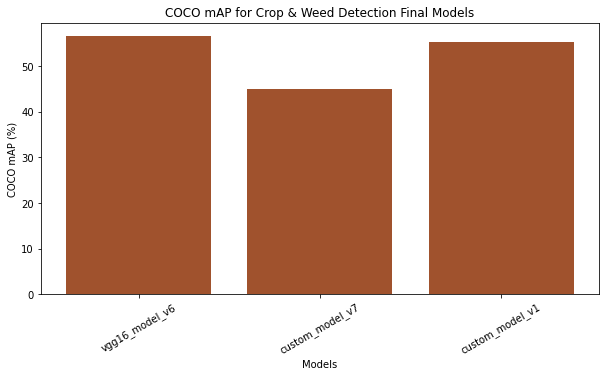 COCO mAP for Crop & Weed Detection Final Models
COCO mAP (%)
50
40
30
20
10
0
vgg16_model_v6
custom_model_v7
custom_model_v1
Models